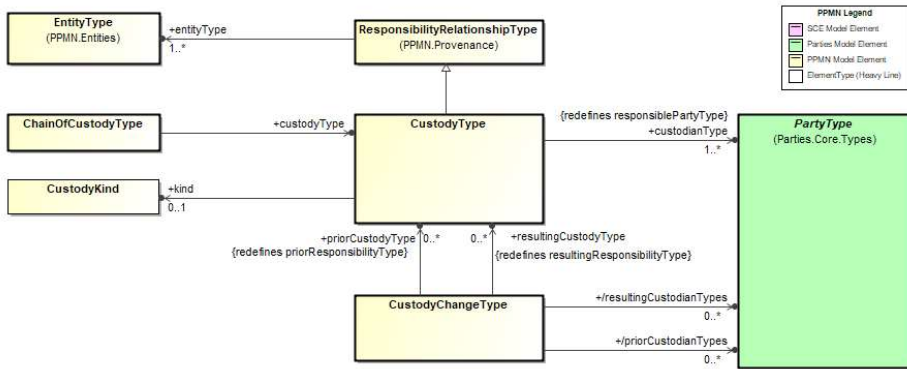 EntityType
(PPMN.Entities)
+entityType
1..*
ResponsibilityRelationshipType
(PPMN.Provenance)
PPMN Legend
SCE Model Element
Parties Model Element
PPMN Model Element
ElementType (Heavy Line)
ChainOfCustodyType
+custodyType
CustodyType
{redefines responsiblePartyType}
+custodianType
1..*
PartyType
(Parties.Core.Types)
CustodyKind
+kind
0..1
+priorCustodyType
0..*
{redefines priorResponsibilityType}
0..*
+resultingCustodyType
{redefines resultingResponsibilityType}
CustodyChangeType
+/resultingCustodianTypes
0..*
+/priorCustodianTypes
0..*